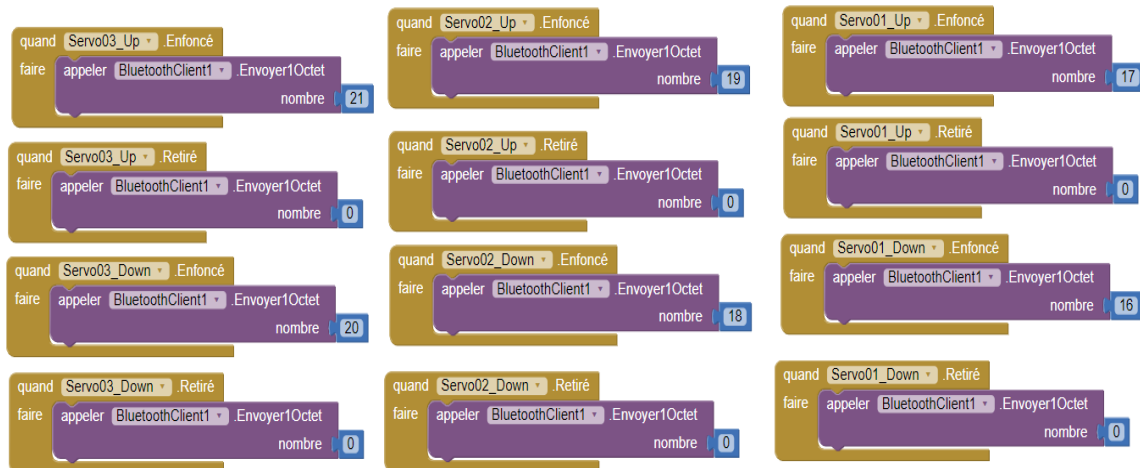 quand Servo03_Up .Enfoncé
faire appeler BluetoothClient1 .Envoyer1Octet
nombre 21
quand Servo02_Up .Enfoncé
faire appeler BluetoothClient1 .Envoyer1Octet
nombre 19
quand Servo01_Up .Enfoncé
faire appeler BluetoothClient1 .Envoyer1Octet
nombre 17
quand Servo03_Up .Retiré
faire appeler BluetoothClient1 .Envoyer1Octet
nombre 0
quand Servo02_Up .Retiré
faire appeler BluetoothClient1 .Envoyer1Octet
nombre 0
quand Servo01_Up .Retiré
faire appeler BluetoothClient1 .Envoyer1Octet
nombre 0
quand Servo03_Down .Enfoncé
faire appeler BluetoothClient1 .Envoyer1Octet
nombre 20
quand Servo02_Down .Enfoncé
faire appeler BluetoothClient1 .Envoyer1Octet
nombre 18
quand Servo01_Down .Enfoncé
faire appeler BluetoothClient1 .Envoyer1Octet
nombre 16
quand Servo03_Down .Retiré
faire appeler BluetoothClient1 .Envoyer1Octet
nombre 0
quand Servo02_Down .Retiré
faire appeler BluetoothClient1 .Envoyer1Octet
nombre 0
quand Servo01_Down .Retiré
faire appeler BluetoothClient1 .Envoyer1Octet
nombre 0